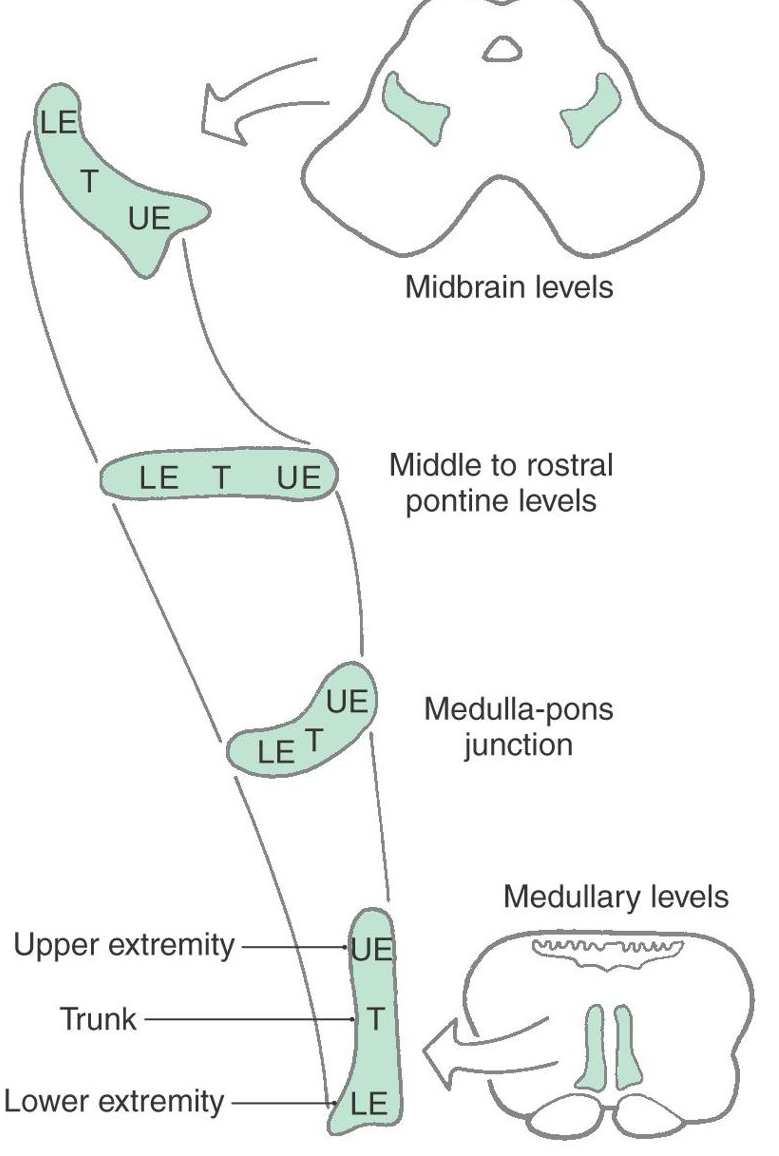 LE
T
UE
Midbrain levels
LE T UE
Middle to rostral
pontine levels
UE
LE T
Medulla-pons
junction
Medullary levels
Upper extremity
UE
Trunk
T
Lower extremity
LE